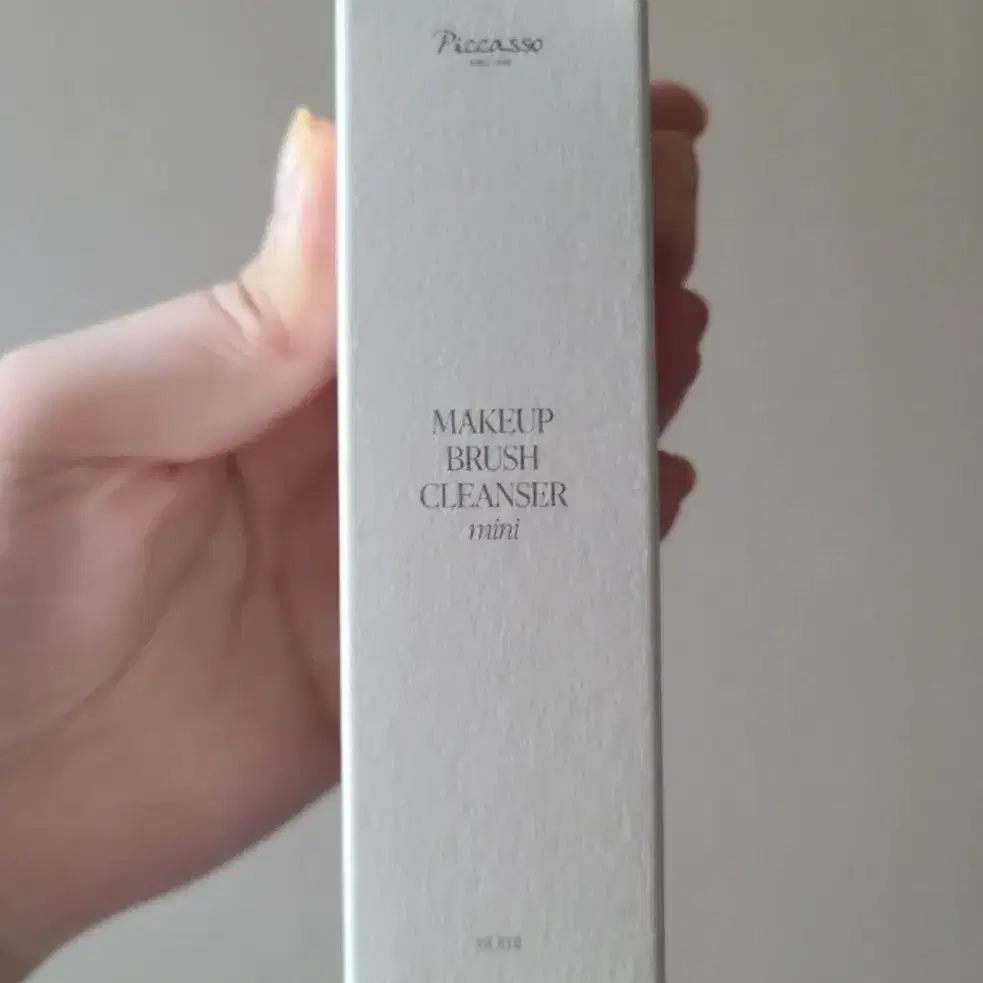 Piccasso
MAKEUP
BRUSH
CLEANSER
mini